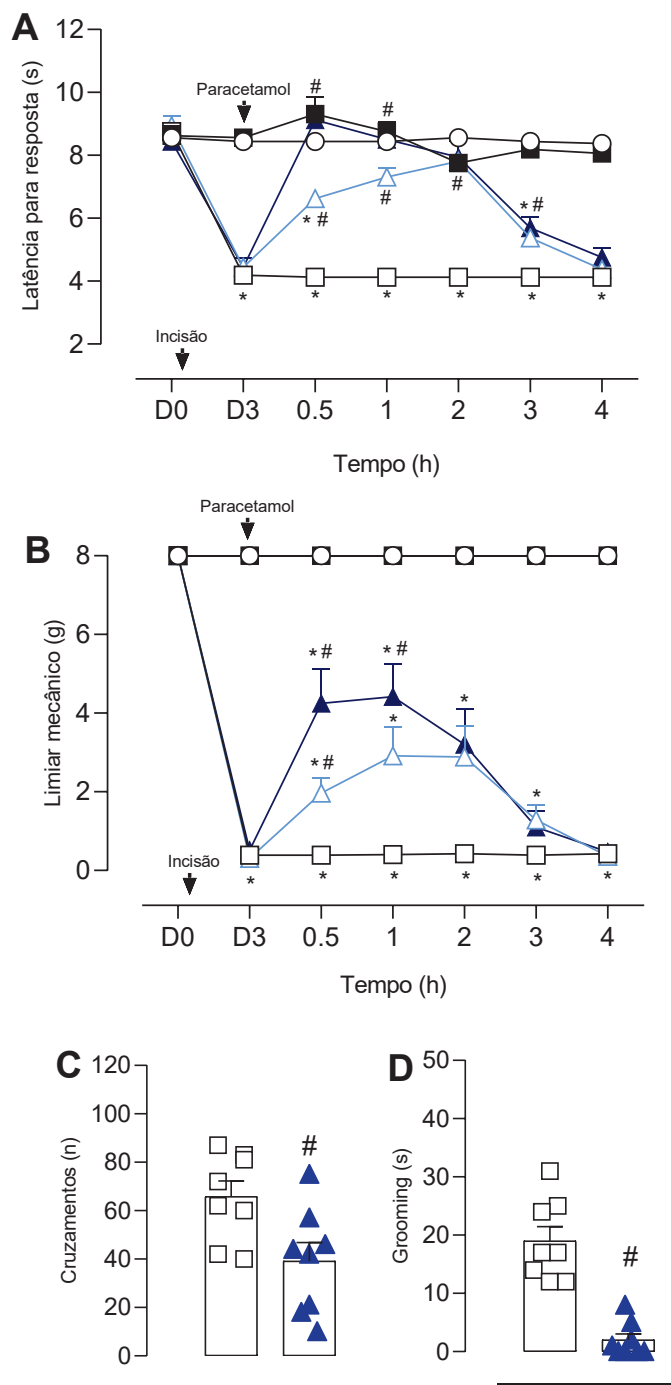 A
Latência para resposta (s)
12
10
8
6
4
2
Paracetamol
#
#
* #
#
#
* #
* * * * * *
Incisão
D0 D3 0.5 1 2 3 4
Tempo (h)
B
Limiar mecânico (g)
8
6
4
2
0
Paracetamol
* # * #
*
*
* #
*
* * * * * *
Incisão
D0 D3 0.5 1 2 3 4
Tempo (h)
C
Cruzamentos (n)
120
100
80
60
40
20
0
#
D
Grooming (s)
50
40
30
20
10
0
#